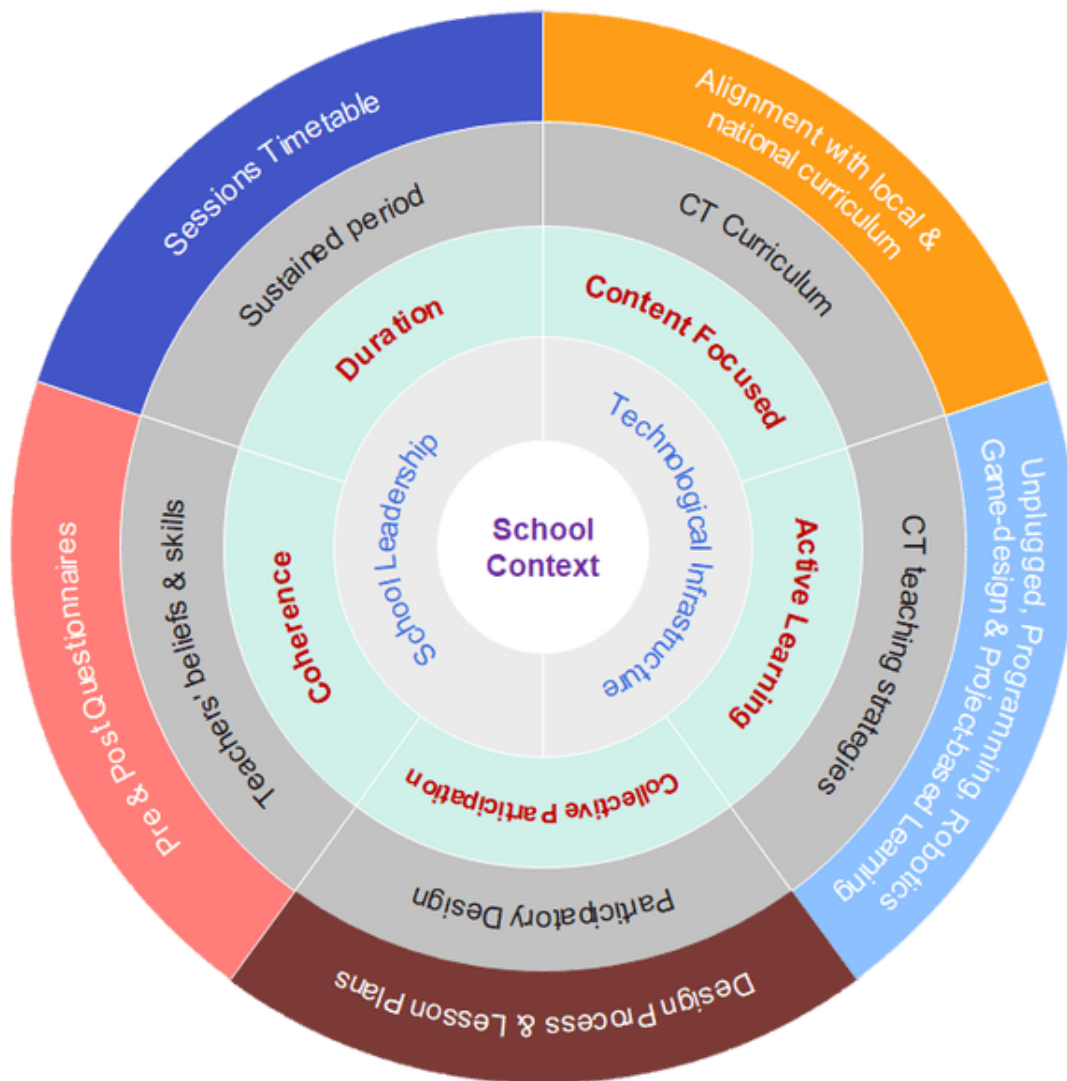 School
Context
School Leadership
Technological Infrastructure
Duration
Content Focused
Active Learning
Collective Participation
Coherence
Sustained period
CT Curriculum
CT teaching strategies
Participatory Design
Teachers' beliefs & skills
Sessions Timetable
Alignment with local &
national curriculum
Unplugged, Programming, Robotics
Game-design & Project-based Learning
Design Process & Lesson Plans
Pre & Post Questionnaires